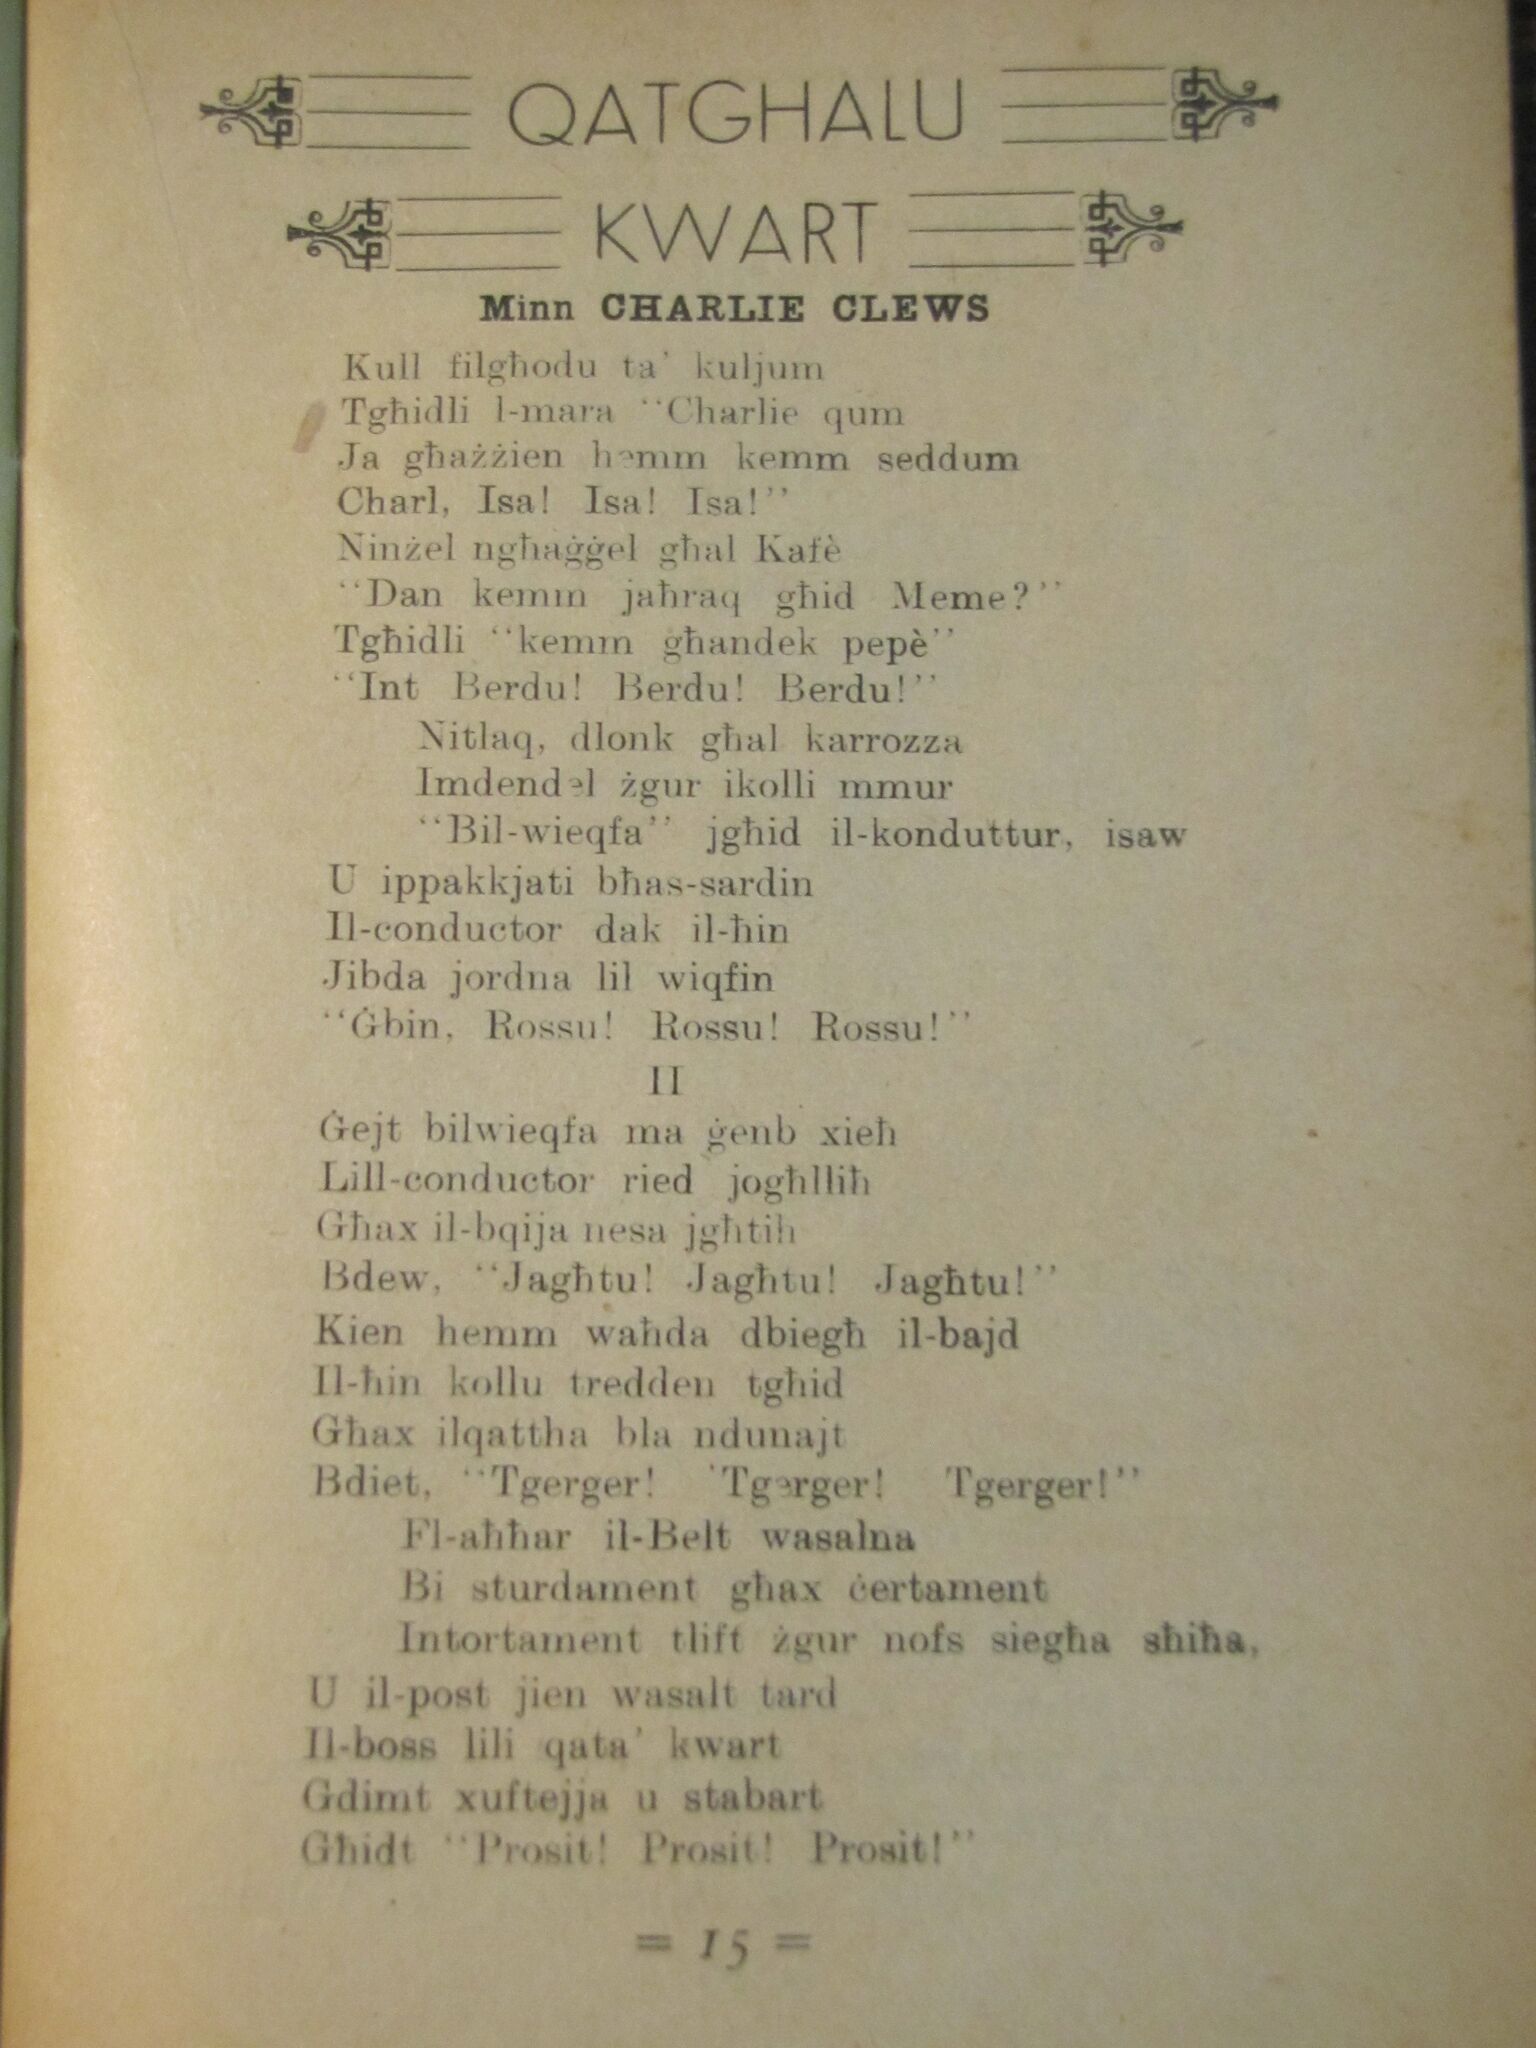 QATGHALU
KWART
Minn CHARLIE CLEWS
Kull filgħodu ta' kuljum
Tgħidli l-mara "Charlie qum
Ja għażżien hemm kemm seddum
Charl, Isa! Isa! Isa!"
Ninżel ngħaġġel għal Kafè
"Dan kemm jaħraq għid Meme?"
Tgħidli "kemm għandek pepè"
"Int Berdu! Berdu! Berdu!"
Nitlaq, dlonk għal karrozza
Imdendel żgur ikolli mmur
"Bil-wieqfa" jgħid il-konduttur, isaw
U ippakkjati bħas-sardin
Il-conductor dak il-ħin
Jibda jordna lil wiqfin
"Ġbin, Rossu! Rossu! Rossu!"
II
Ġejt bilwieqfa ma ġenb xieħ
Lill-conductor ried jogħlliħ
Għax il-bqija nesa jgħtih
Bdew, "Jagħtu! Jagħtu! Jagħtu!"
Kien hemm waħda dbiegħ il-bajd
Il-ħin kollu tredden tgħid
Għax ilqattha bla ndunajt
Bdiet, "Tgerger! 'Tgerger! Tgerger!"
Fl-aħħar il-Belt wasalna
Bi sturdament għax ċertament
Intortament tlift żgur nofs siegħa sħiħa,
U il-post jien wasalt tard
Il-boss lili qata' kwart
Gdimt xuftejja u stabart
Għidt "Prosit! Prosit! Prosit!"
= 15 =